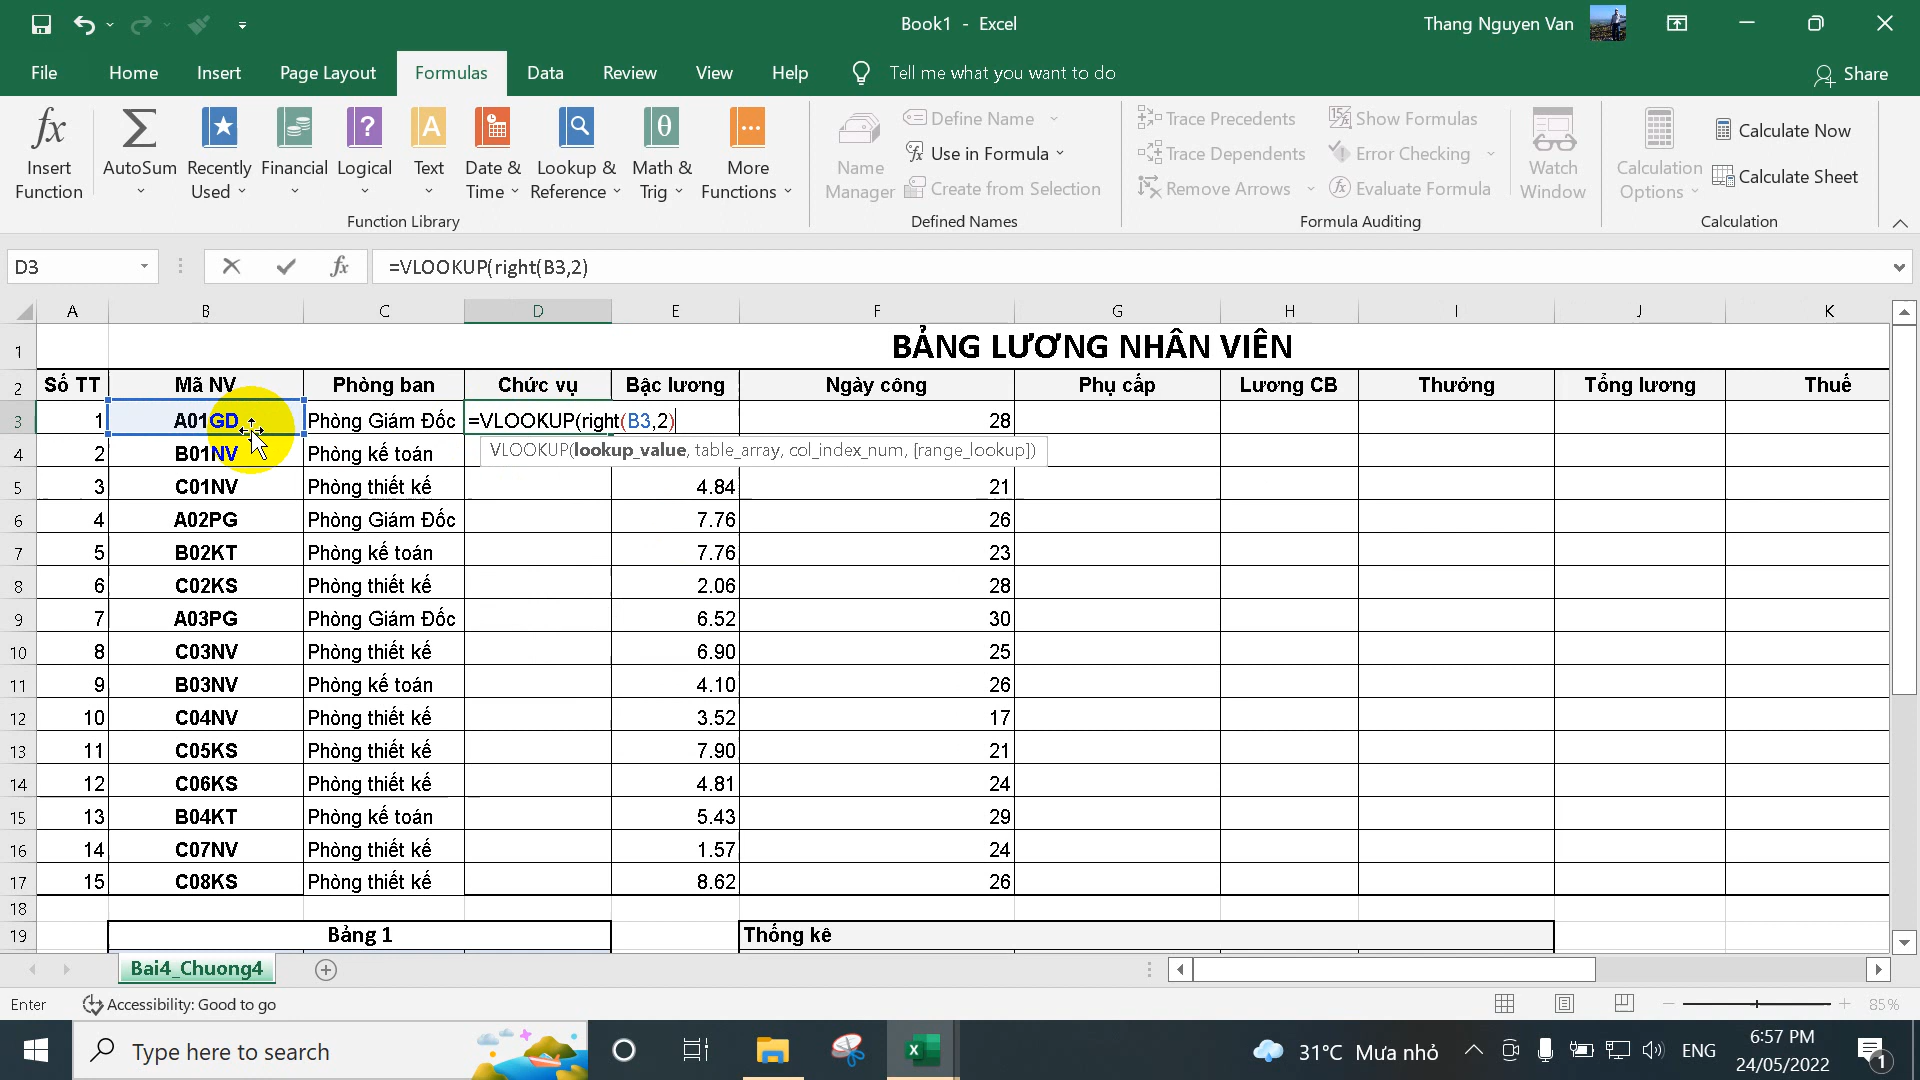 Book1 - Excel
Thang Nguyen Van
File Home Insert Page Layout Formulas Data Review View Help Tell me what you want to do Share
Insert Function
AutoSum
Recently Used
Financial
Logical
Text
Date & Time
Lookup & Reference
Math & Trig
More Functions
Function Library
Name Manager
Define Name
Use in Formula
Create from Selection
Defined Names
Trace Precedents
Trace Dependents
Remove Arrows
Show Formulas
Error Checking
Evaluate Formula
Formula Auditing
Watch Window
Calculation Options
Calculate Now
Calculate Sheet
Calculation
D3 fx =VLOOKUP(right(B3,2)
A B C D E F G H I J K
1 BẢNG LƯƠNG NHÂN VIÊN
2 Số TT Mã NV Phòng ban Chức vụ Bậc lương Ngày công Phụ cấp Lương CB Thưởng Tổng lương Thuế
3 1 A01GD Phòng Giám Đốc =VLOOKUP(right(B3,2) 28
4 2 B01NV Phòng kế toán VLOOKUP(lookup_value, table_array, col_index_num, [range_lookup])
5 3 C01NV Phòng thiết kế 4.84 21
6 4 A02PG Phòng Giám Đốc 7.76 26
7 5 B02KT Phòng kế toán 7.76 23
8 6 C02KS Phòng thiết kế 2.06 28
9 7 A03PG Phòng Giám Đốc 6.52 30
10 8 C03NV Phòng thiết kế 6.90 25
11 9 B03NV Phòng kế toán 4.10 26
12 10 C04NV Phòng thiết kế 3.52 17
13 11 C05KS Phòng thiết kế 7.90 21
14 12 C06KS Phòng thiết kế 4.81 24
15 13 B04KT Phòng kế toán 5.43 29
16 14 C07NV Phòng thiết kế 1.57 24
17 15 C08KS Phòng thiết kế 8.62 26
18
19 Bảng 1 Thống kê
Bai4_Chuong4
Enter Accessibility: Good to go 85%
Type here to search 31°C Mưa nhỏ ENG 6:57 PM
24/05/2022 1